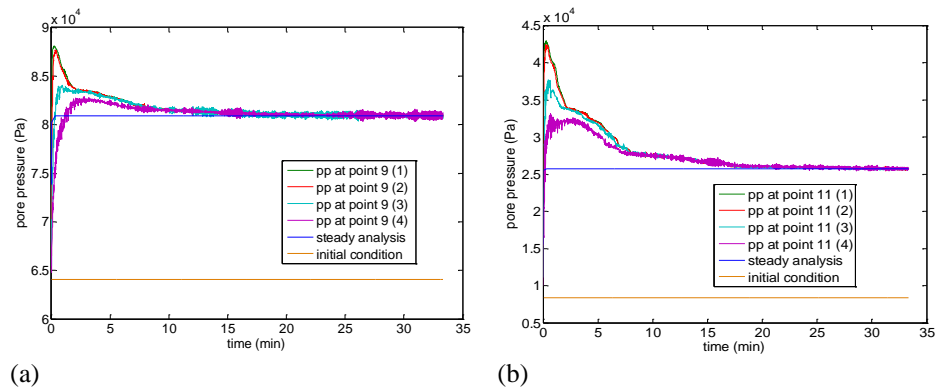 x 10⁴
9
8.5
8
7.5
7
6.5
6
pore pressure (Pa)
0 5 10 15 20 25 30 35
time (min)
pp at point 9 (1)
pp at point 9 (2)
pp at point 9 (3)
pp at point 9 (4)
steady analysis
initial condition
(a)
x 10⁴
4.5
4
3.5
3
2.5
2
1.5
1
0.5
pore pressure (Pa)
0 5 10 15 20 25 30 35
time (min)
pp at point 11 (1)
pp at point 11 (2)
pp at point 11 (3)
pp at point 11 (4)
steady analysis
initial condition
(b)